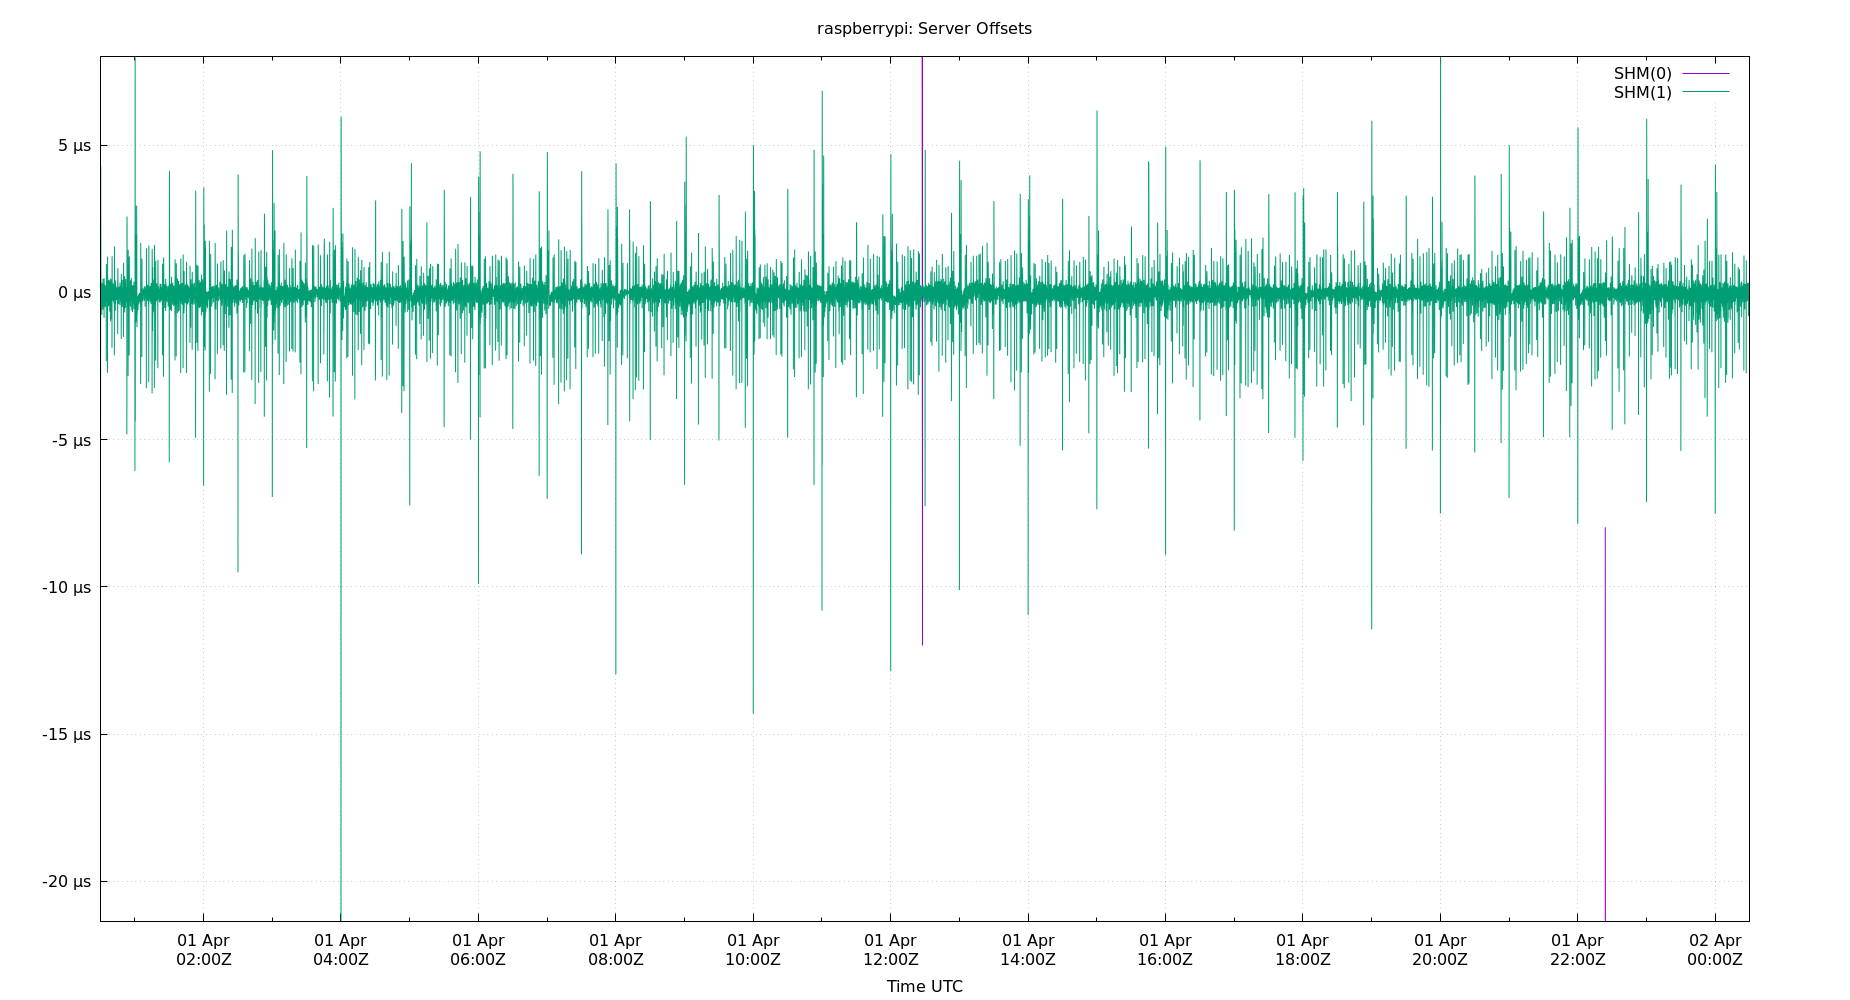 raspberrypi: Server Offsets
SHM(0)
SHM(1)
5 µs
0 µs
-5 µs
-10 µs
-15 µs
-20 µs
01 Apr 01 Apr 01 Apr 01 Apr 01 Apr 01 Apr 01 Apr 01 Apr 01 Apr 01 Apr 01 Apr 02 Apr
02:00Z 04:00Z 06:00Z 08:00Z 10:00Z 12:00Z 14:00Z 16:00Z 18:00Z 20:00Z 22:00Z 00:00Z
Time UTC